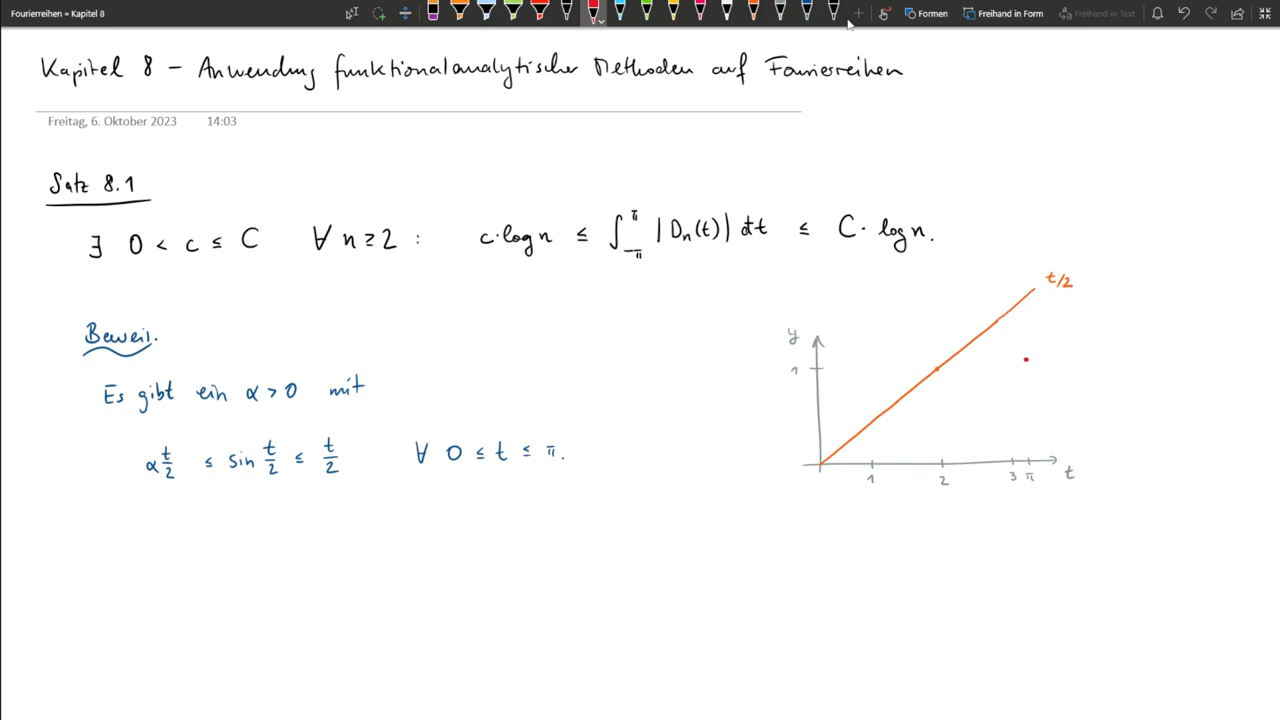 Fourierreihen » Kapitel 8
Formen
Freihand in Form
Freihand in Text
Kapitel 8 – Anwendung funktionalanalytischer Methoden auf Fourierreihen
Freitag, 6. Oktober 2023 14:03
Satz 8.1
∃ 0 < c ≤ C ∀ n ≥ 2 : c·log n ≤ ∫_{-π}^{π} |D_n(t)| dt ≤ C · log n.
t/2
Beweis.
y
1
Es gibt ein α > 0 mit
α t/2 ≤ sin t/2 ≤ t/2 ∀ 0 ≤ t ≤ π.
1 2 3 π t